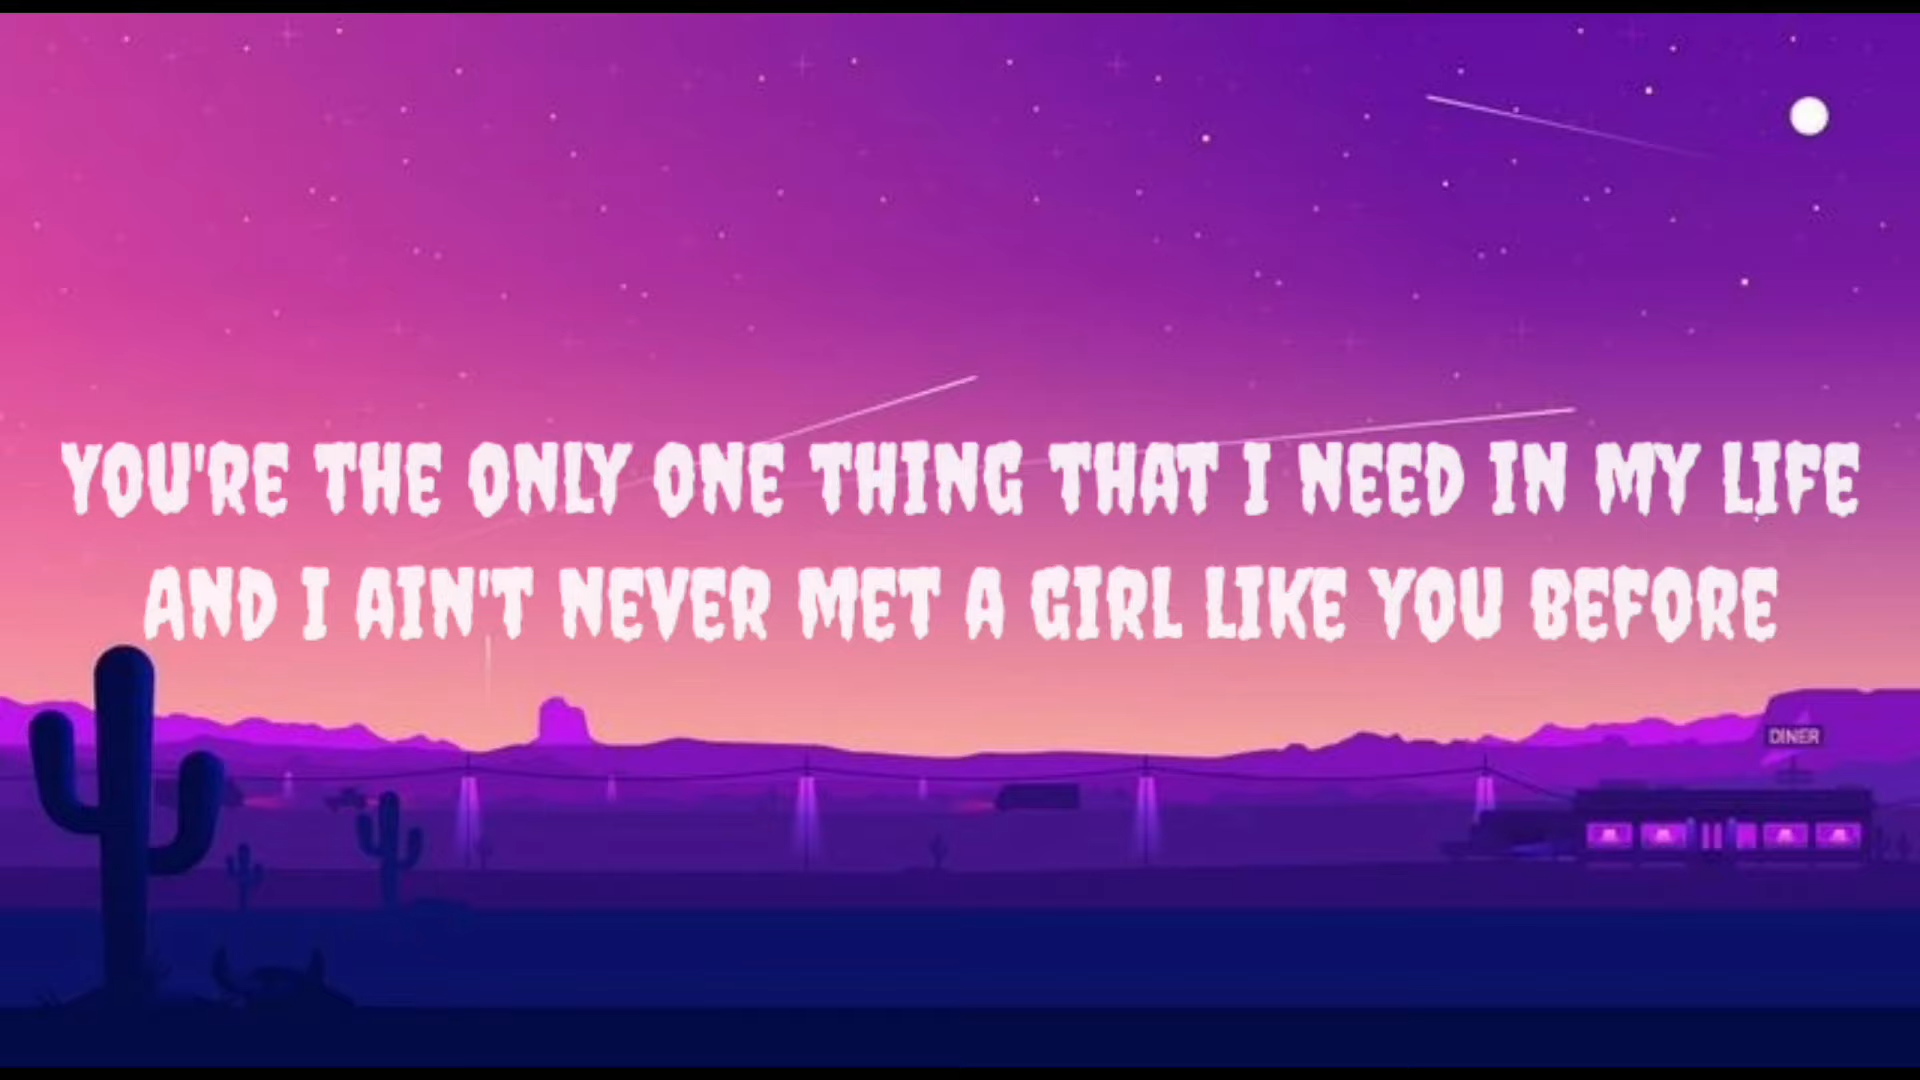 YOU'RE THE ONLY ONE THING THAT I NEED IN MY LIFE
AND I AIN'T NEVER MET A GIRL LIKE YOU BEFORE
DINER